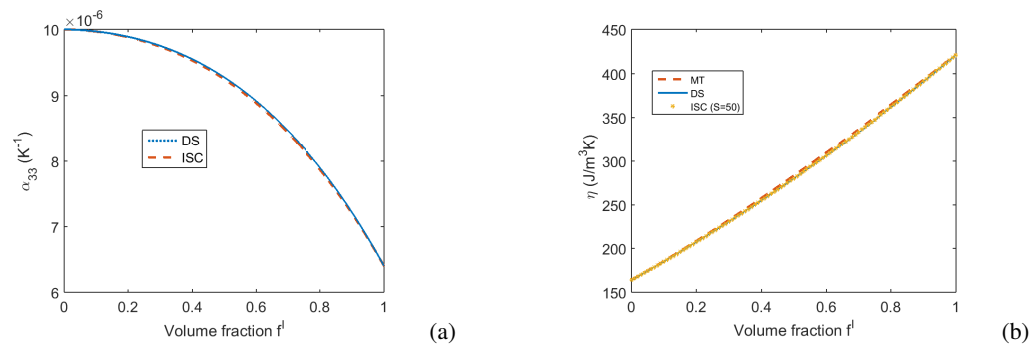 ×10⁻⁶
10
9
8
7
6
α₃₃ (K⁻¹)
DS
ISC
0 0.2 0.4 0.6 0.8 1
Volume fraction fᴵ
(a)
450
400
350
300
250
200
150
η (J/m³K)
MT
DS
ISC (S=50)
0 0.2 0.4 0.6 0.8 1
Volume fraction fᴵ
(b)